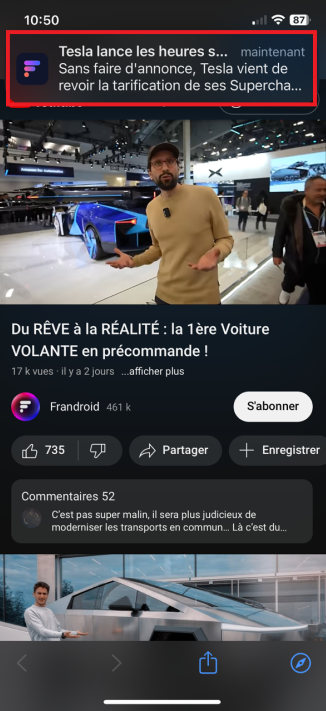 10:50
87
Tesla lance les heures s... maintenant
Sans faire d'annonce, Tesla vient de
revoir la tarification de ses Supercha...
Du RÊVE à la RÉALITÉ : la 1ère Voiture
VOLANTE en précommande !
17 k vues · il y a 2 jours ...afficher plus
Frandroid 461 k
S'abonner
735
Partager
Enregistrer
Commentaires 52
C'est pas super malin, il sera plus judicieux de
moderniser les transports en commun... Là c'est du...